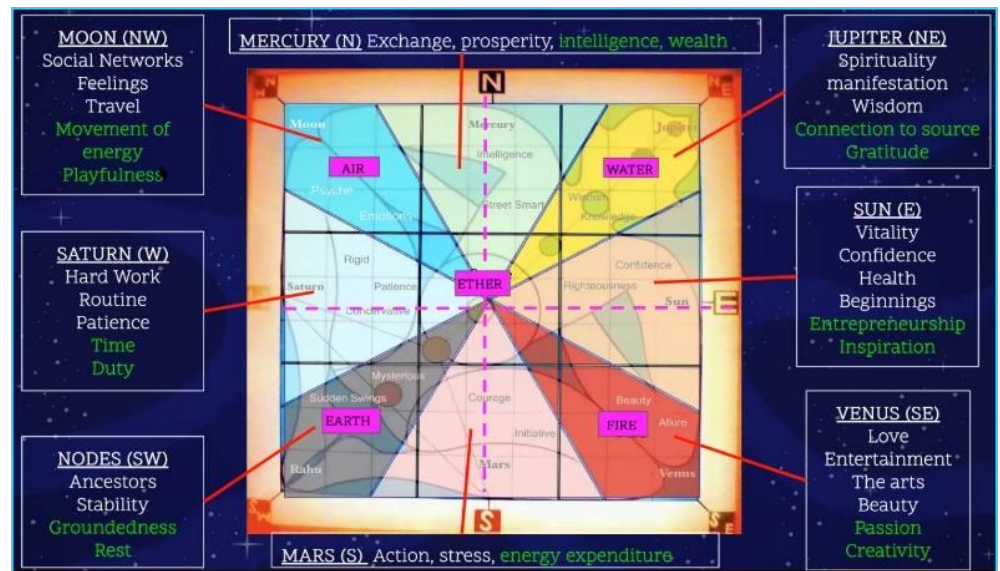 MOON (NW)
Social Networks
Feelings
Travel
Movement of
energy
Playfulness
MERCURY (N) Exchange, prosperity, intelligence, wealth
JUPITER (NE)
Spirituality
manifestation
Wisdom
Connection to source
Gratitude
SATURN (W)
Hard Work
Routine
Patience
Time
Duty
SUN (E)
Vitality
Confidence
Health
Beginnings
Entrepreneurship
Inspiration
NODES (SW)
Ancestors
Stability
Groundedness
Rest
VENUS (SE)
Love
Entertainment
The arts
Beauty
Passion
Creativity
MARS (S) Action, stress, energy expenditure
N
Moon
Mercury
Jupiter
AIR
Intelligence
WATER
Psyche
Emotions
Street Smart
Wisdom
Knowledge
Rigid
ETHER
Confidence
Saturn
Patience
Righteousness
Sun
E
Conservative
Mysterious
Sudden Swings
Courage
Beauty
EARTH
Initiative
FIRE
Allure
Rahu
Mars
Venus
S